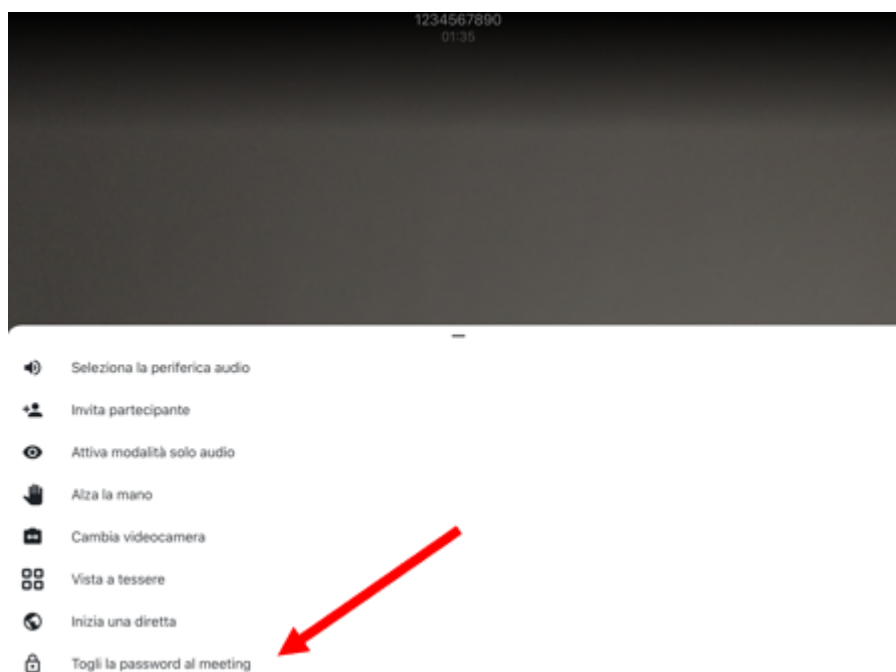 1234567890
01:35
Seleziona la periferica audio
Invita partecipante
Attiva modalità solo audio
Alza la mano
Cambia videocamera
Vista a tessere
Inizia una diretta
Togli la password al meeting